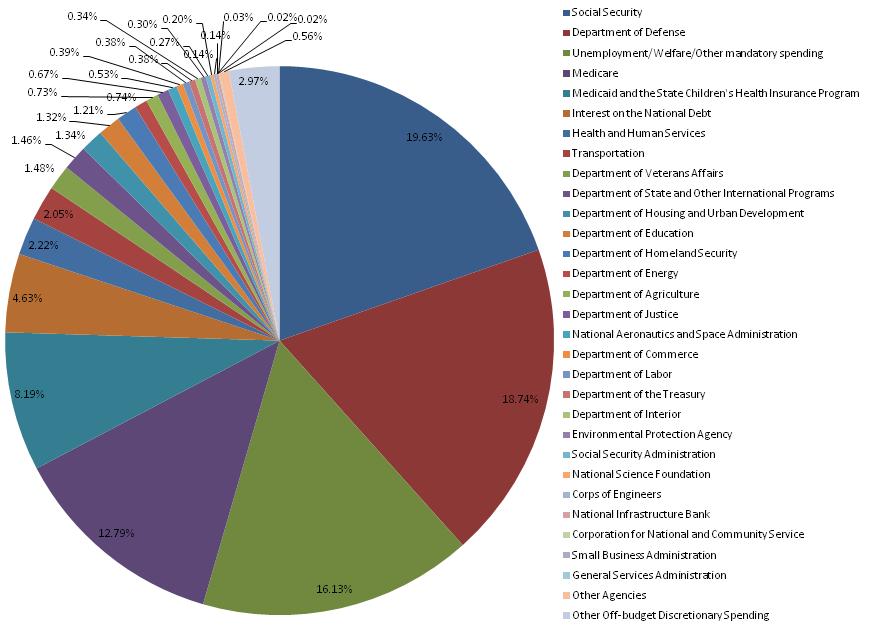 0.34%
0.30%
0.20%
0.03%
0.02%
0.02%
0.38%
0.27%
0.14%
0.56%
0.39%
0.38%
0.14%
0.67%
0.53%
0.73%
0.74%
1.32%
1.21%
1.46%
1.34%
1.48%
2.05%
2.22%
4.63%
8.19%
12.79%
16.13%
18.74%
19.63%
2.97%
Social Security
Department of Defense
Unemployment/Welfare/Other mandatory spending
Medicare
Medicaid and the State Children's Health Insurance Program
Interest on the National Debt
Health and Human Services
Transportation
Department of Veterans Affairs
Department of State and Other International Programs
Department of Housing and Urban Development
Department of Education
Department of Homeland Security
Department of Energy
Department of Agriculture
Department of Justice
National Aeronautics and Space Administration
Department of Commerce
Department of Labor
Department of the Treasury
Department of Interior
Environmental Protection Agency
Social Security Administration
National Science Foundation
Corps of Engineers
National Infrastructure Bank
Corporation for National and Community Service
Small Business Administration
General Services Administration
Other Agencies
Other Off-budget Discretionary Spending